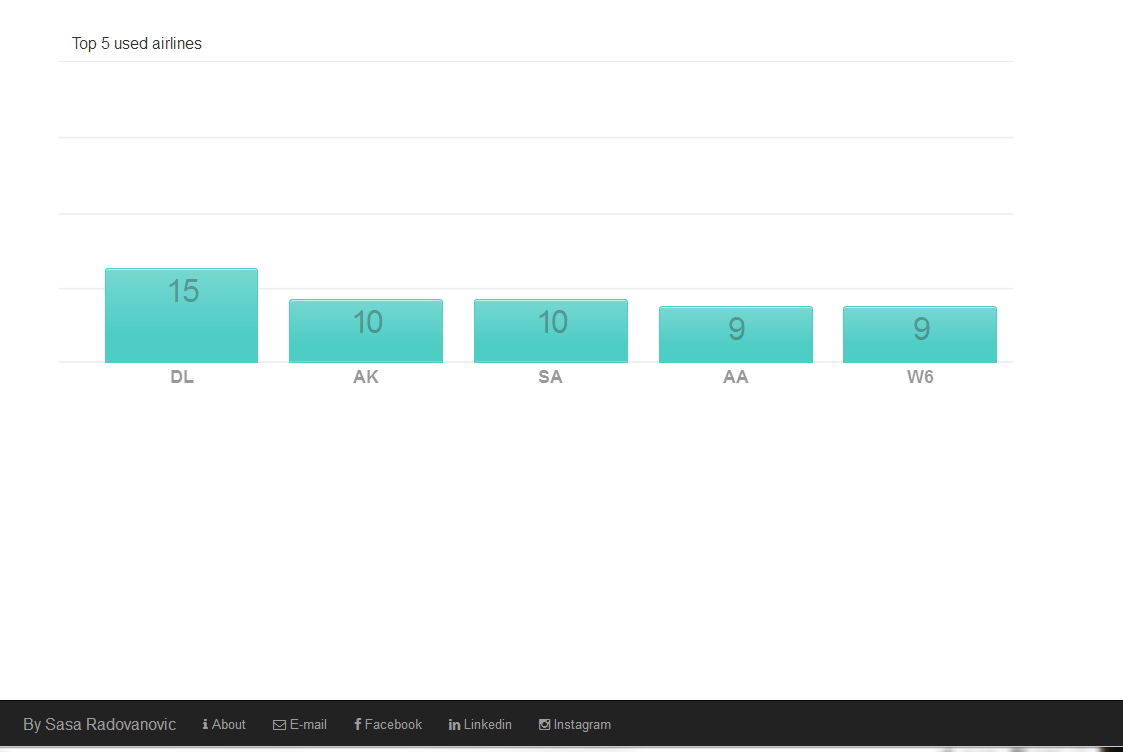 Top 5 used airlines
15 10 10 9 9
DL AK SA AA W6
By Sasa Radovanovic About E-mail Facebook Linkedin Instagram